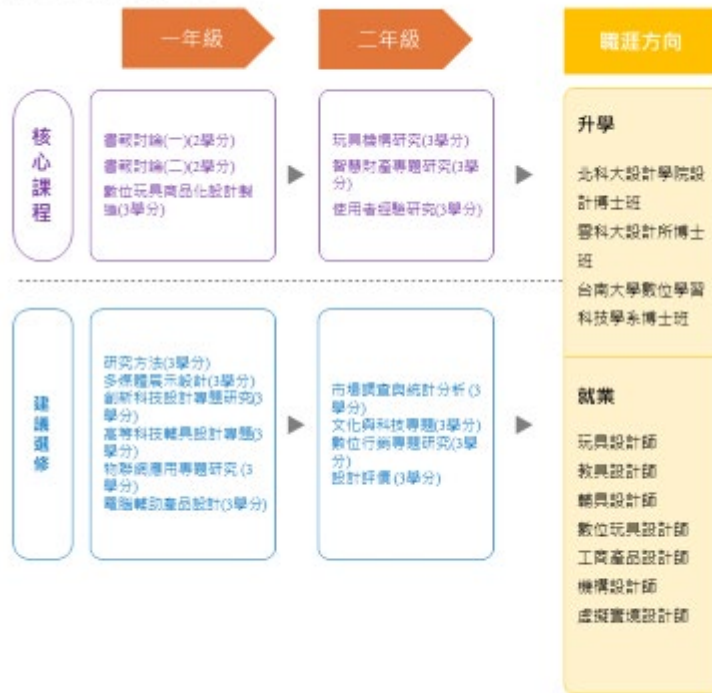 一年級
二年級
職涯方向
核心課程
書報討論(一)(2學分)
書報討論(二)(2學分)
數位玩具商品化設計製
造(3學分)
玩具機構研究(3學分)
智慧財產專題研究(3學
分)
使用者經驗研究(3學分)
升學
北科大設計學院設
計博士班
雲科大設計所博士
班
台南大學數位學習
科技學系博士班
建議選修
研究方法(3學分)
多媒體展示設計(3學分)
創新科技設計專題研究(3
學分)
高等科技輔具設計專題(3
學分)
物聯網應用專題研究 (3
學分)
電腦輔助產品設計(3學分)
市場調查與統計分析 (3
學分)
文化與科技專題(3學分)
數位行銷專題研究(3學
分)
設計評價 (3學分)
就業
玩具設計師
教具設計師
輔具設計師
數位玩具設計師
工商產品設計師
機構設計師
虛擬實境設計師